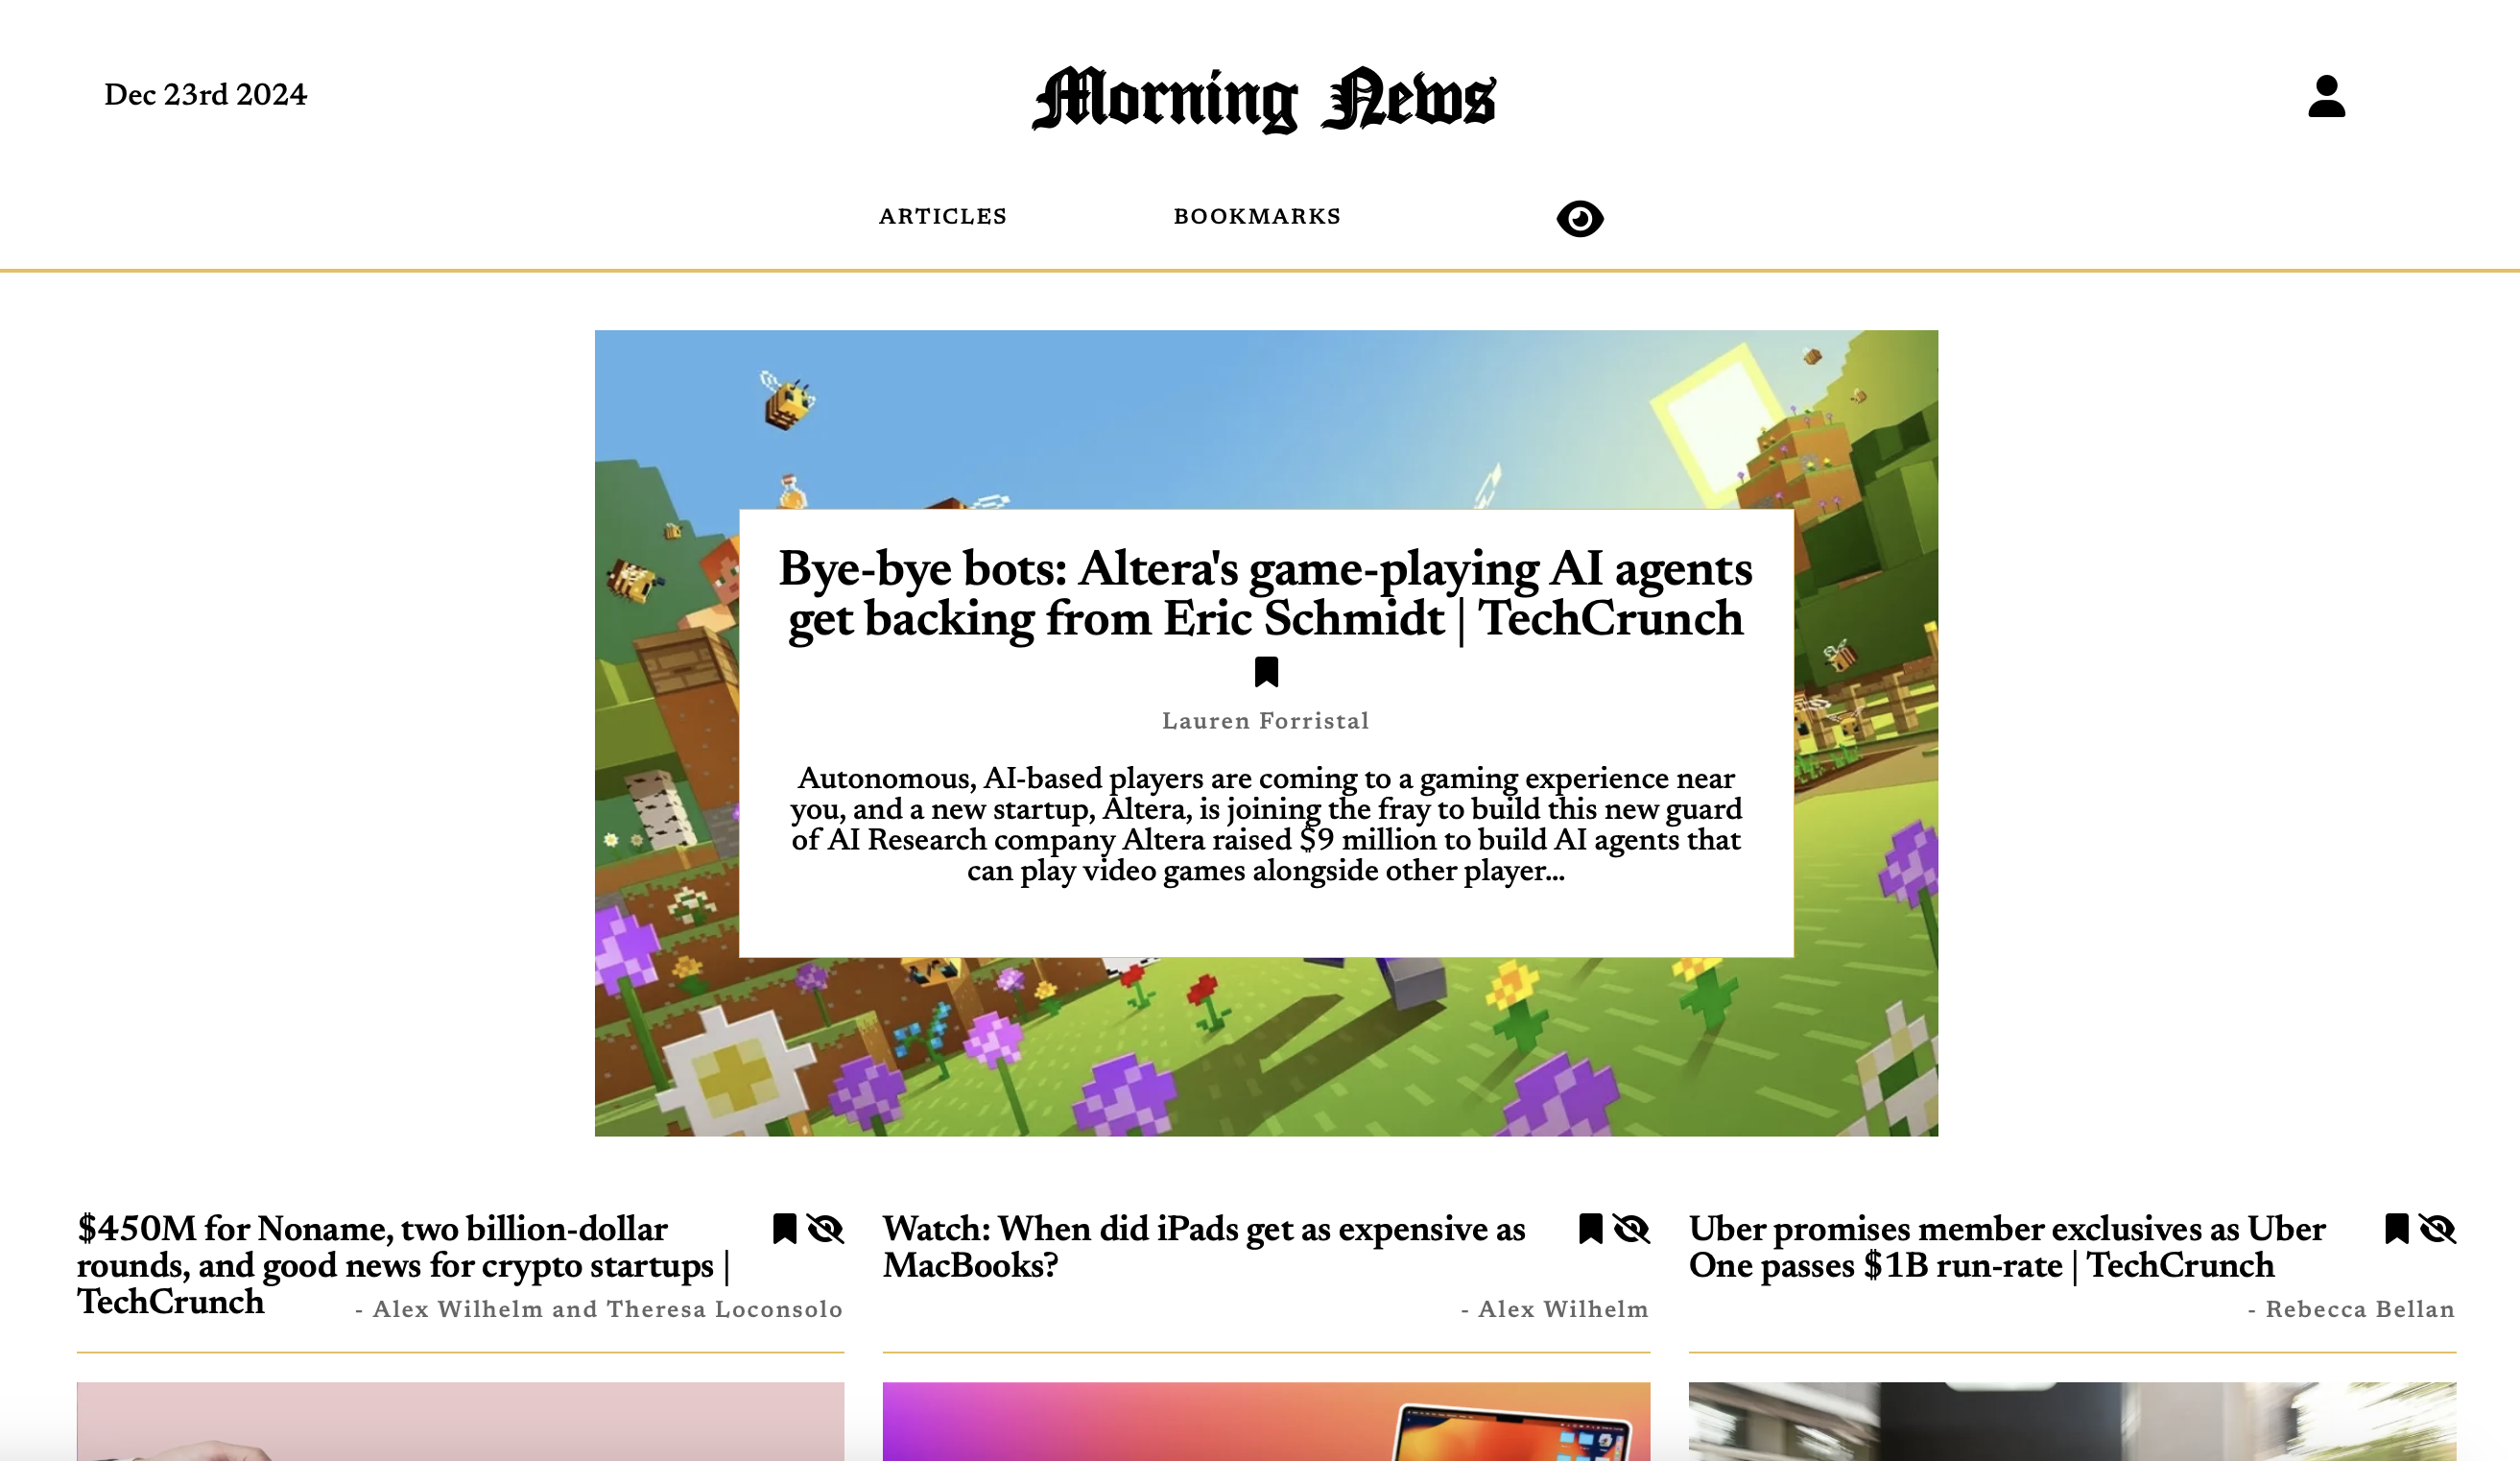 Dec 23rd 2024
Morning News
ARTICLES
BOOKMARKS
Bye-bye bots: Altera's game-playing AI agents
get backing from Eric Schmidt | TechCrunch
Lauren Forristal
Autonomous, AI-based players are coming to a gaming experience near
you, and a new startup, Altera, is joining the fray to build this new guard
of AI Research company Altera raised $9 million to build AI agents that
can play video games alongside other player...
$450M for Noname, two billion-dollar
rounds, and good news for crypto startups |
TechCrunch
- Alex Wilhelm and Theresa Loconsolo
Watch: When did iPads get as expensive as
MacBooks?
- Alex Wilhelm
Uber promises member exclusives as Uber
One passes $1B run-rate | TechCrunch
- Rebecca Bellan